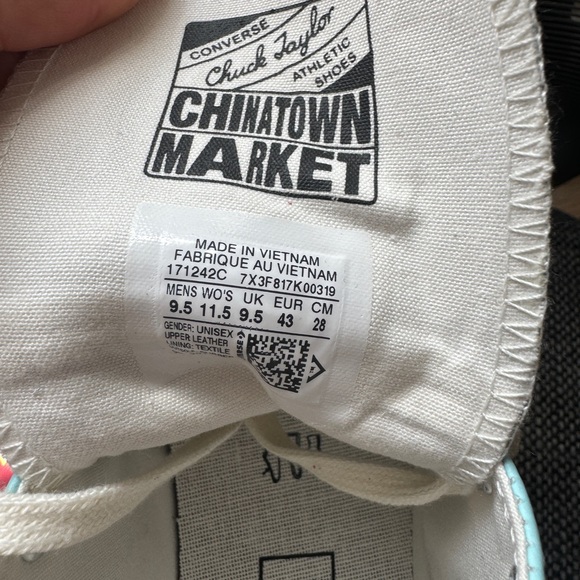 CONVERSE
Chuck Taylor
ATHLETIC
SHOES
CHINATOWN
MARKET
MADE IN VIETNAM
FABRIQUE AU VIETNAM
171242C 7X3F817K00319
MENS WO'S UK EUR CM
9.5 11.5 9.5 43 28
GENDER: UNISEX
UPPER LEATHER
LINING: TEXTILE